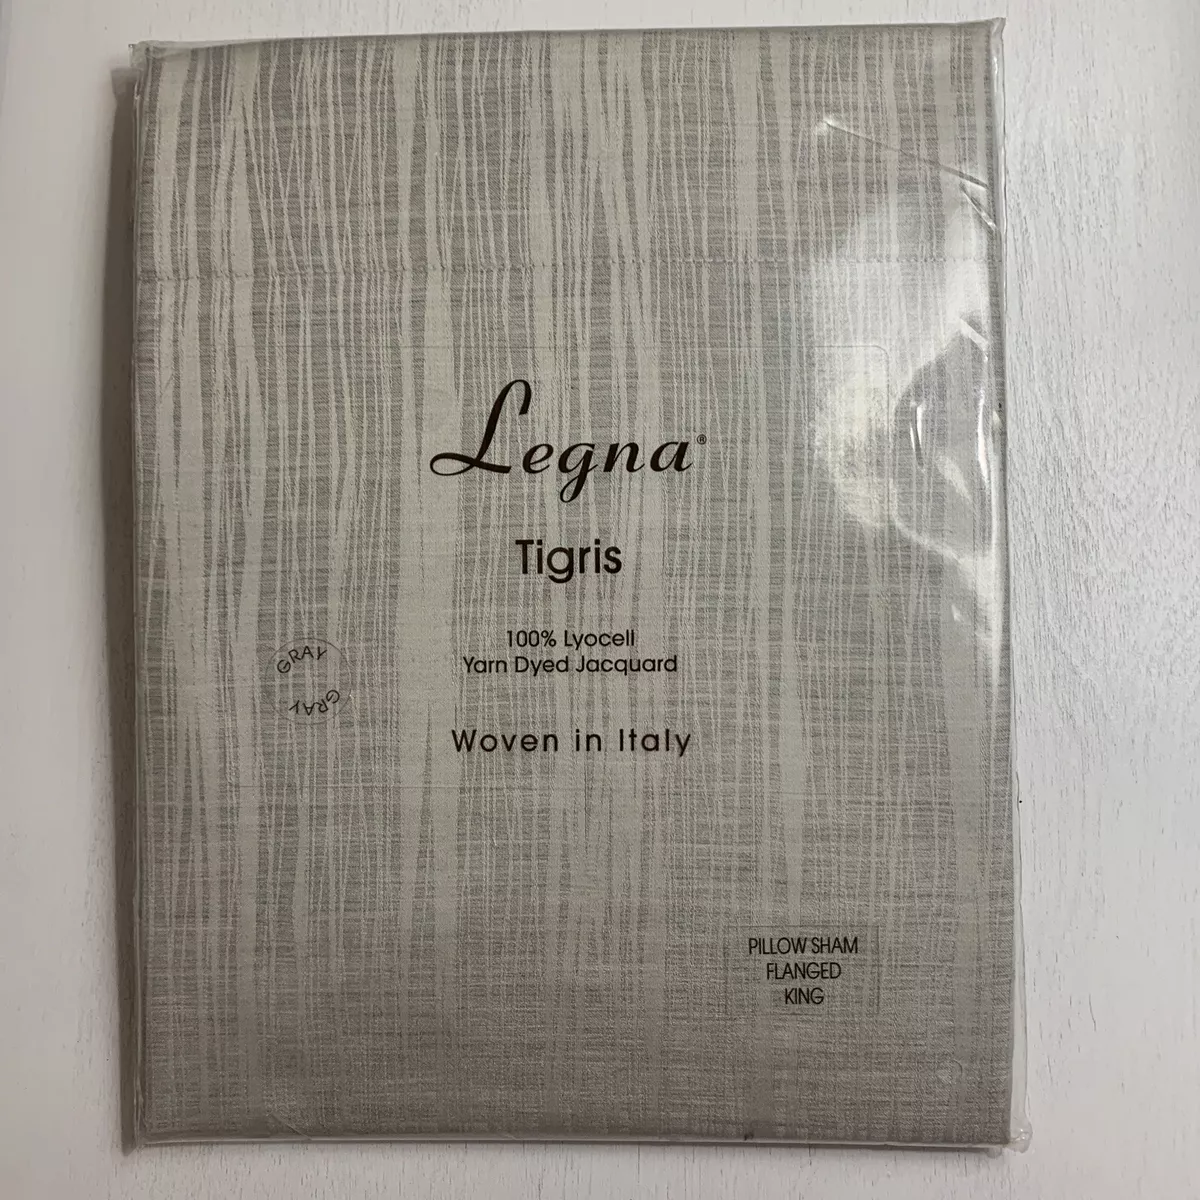 Legna®
Tigris
100% Lyocell
Yarn Dyed Jacquard
GRAY
GRAY
Woven in Italy
PILLOW SHAM
FLANGED
KING